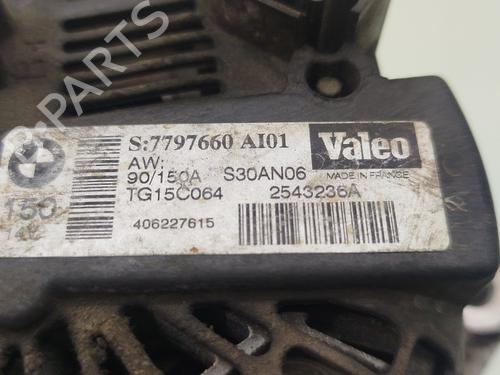 S:7797660 AI01 Valeo
AW:
90/150A S30AN06 MADE IN FRANCE
TG15C064 2543236A
406227615
150
B-PARTS